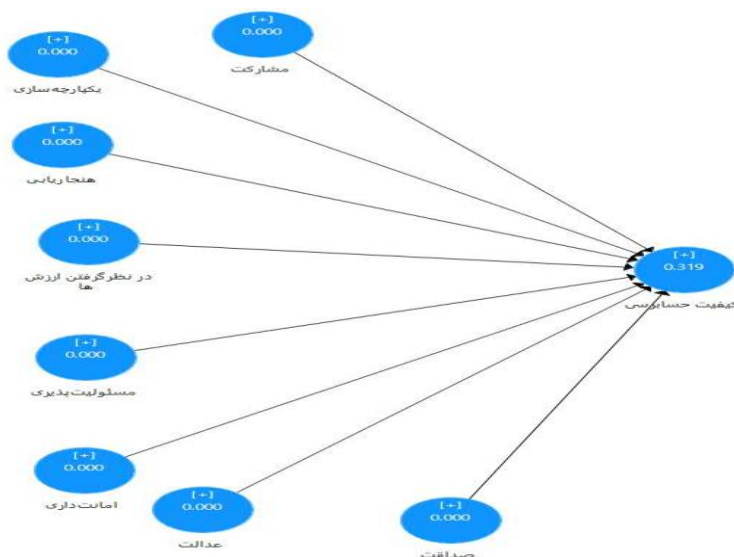 [+]
0.000
مشارکت
[+]
0.000
یکپارچه‌سازی
[+]
0.000
هنجاریابی
[+]
0.000
در نظرگرفتن ارزش
ها
[+]
0.319
کیفیت حسابرسی
[+]
0.000
مسئولیت‌پذیری
[+]
0.000
امانت‌داری
[+]
0.000
عدالت
[+]
0.000
صداقت